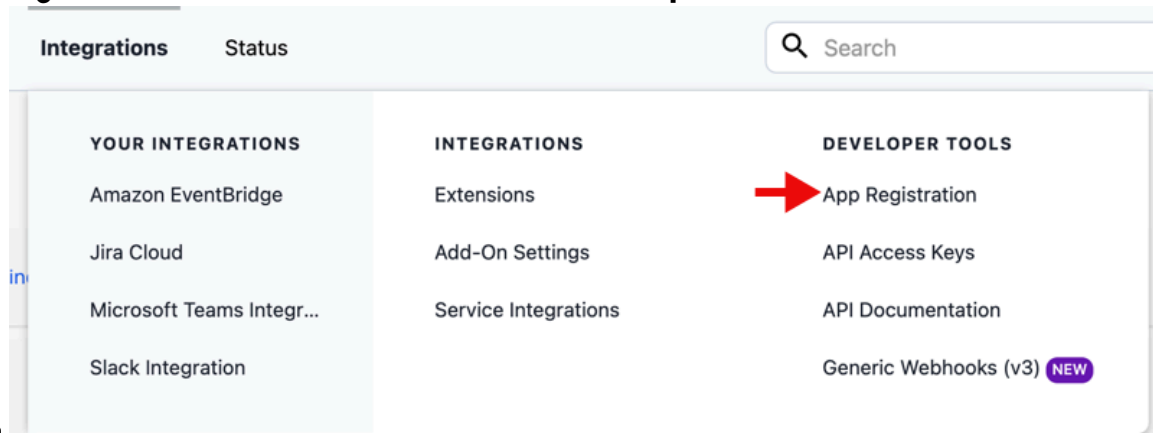 Integrations Status Search
YOUR INTEGRATIONS
Amazon EventBridge
Jira Cloud
Microsoft Teams Integr...
Slack Integration
INTEGRATIONS
Extensions
Add-On Settings
Service Integrations
DEVELOPER TOOLS
App Registration
API Access Keys
API Documentation
Generic Webhooks (v3) NEW